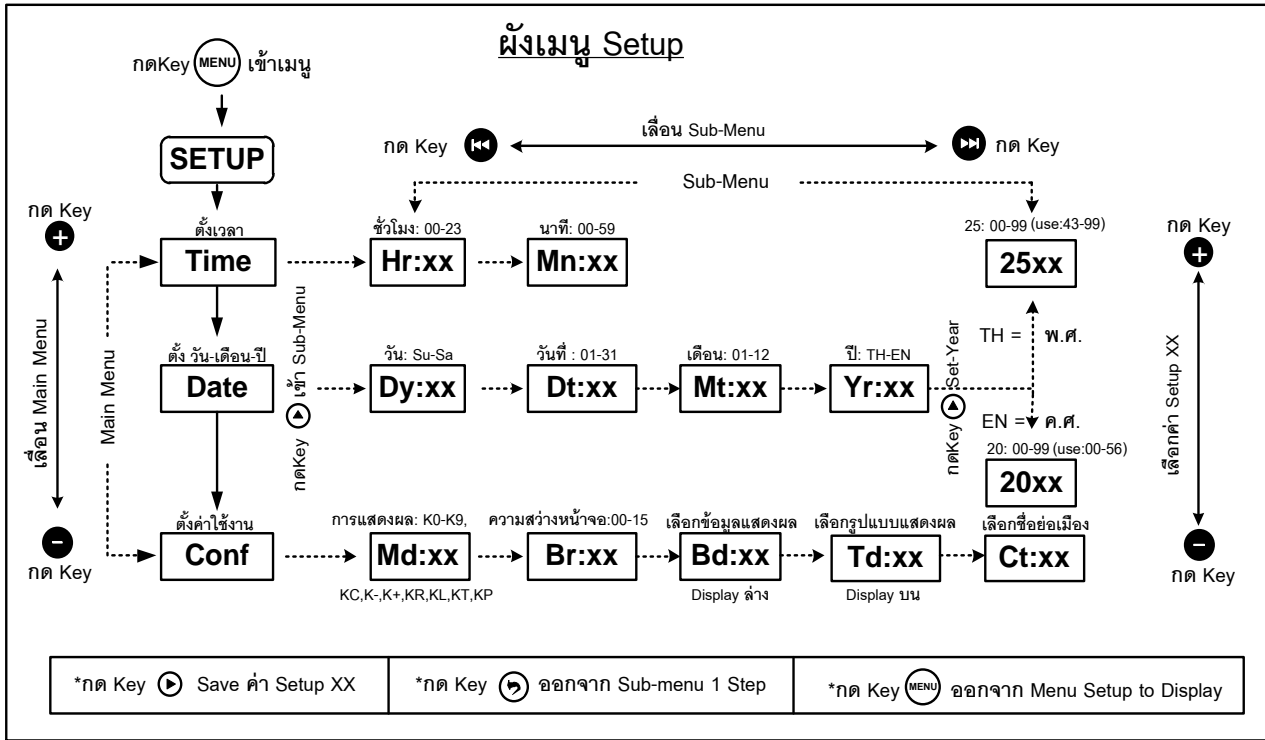 ผังเมนู Setup
กดKey MENU เข้าเมนู
SETUP
กด Key
เลื่อน Sub-Menu
กด Key
Sub-Menu
กด Key
+
เลื่อน Main Menu
-
กด Key
Main Menu
ตั้งเวลา
Time
ชั่วโมง: 00-23
Hr:xx
นาที: 00-59
Mn:xx
25: 00-99 (use:43-99)
25xx
TH = พ.ศ.
กดKey เข้า Sub-Menu
ตั้ง วัน-เดือน-ปี
Date
วัน: Su-Sa
Dy:xx
วันที่ : 01-31
Dt:xx
เดือน: 01-12
Mt:xx
ปี: TH-EN
Yr:xx
กดKey Set-Year
EN = ค.ศ.
20: 00-99 (use:00-56)
20xx
ตั้งค่าใช้งาน
Conf
การแสดงผล: K0-K9,
Md:xx
KC,K-,K+,KR,KL,KT,KP
ความสว่างหน้าจอ:00-15
Br:xx
เลือกข้อมูลแสดงผล
Bd:xx
Display ล่าง
เลือกรูปแบบแสดงผล
Td:xx
Display บน
เลือกชื่อย่อเมือง
Ct:xx
กด Key
+
เลือกค่า Setup XX
-
กด Key
*กด Key Save ค่า Setup XX
*กด Key ออกจาก Sub-menu 1 Step
*กด Key MENU ออกจาก Menu Setup to Display